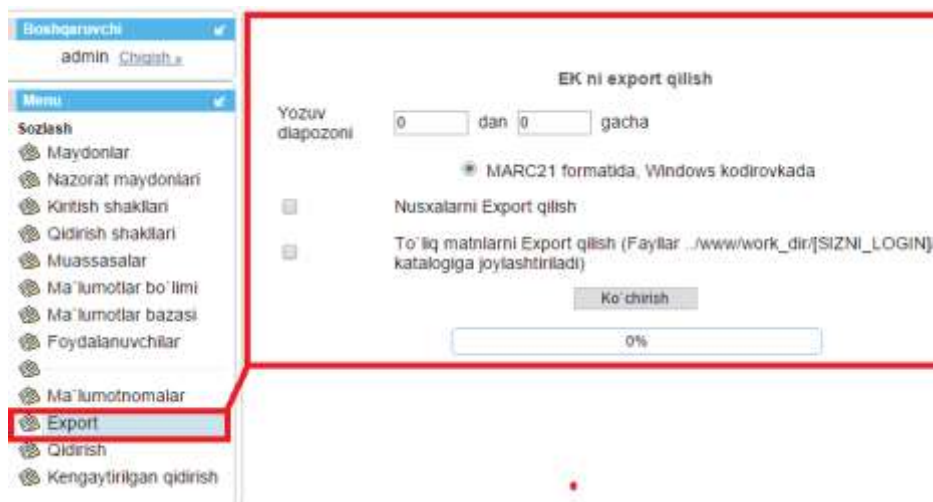 Boshqaruvchi
admin Chiqish »
Menu
Sozlash
Maydonlar
Nazorat maydonlari
Kiritish shakllari
Qidirish shakllari
Muassasalar
Ma`lumotlar bo`limi
Ma`lumotlar bazasi
Foydalanuvchilar
Ma`lumotnomalar
Export
Qidirish
Kengaytirilgan qidirish
EK ni export qilish
Yozuv
diapozoni
0 dan 0 gacha
MARC21 formatida, Windows kodirovkada
Nusxalarni Export qilish
To`liq matnlarni Export qilish (Fayllar ../www/work_dir/[SIZNI_LOGIN]/
katalogiga joylashtiriladi)
Ko`chirish
0%